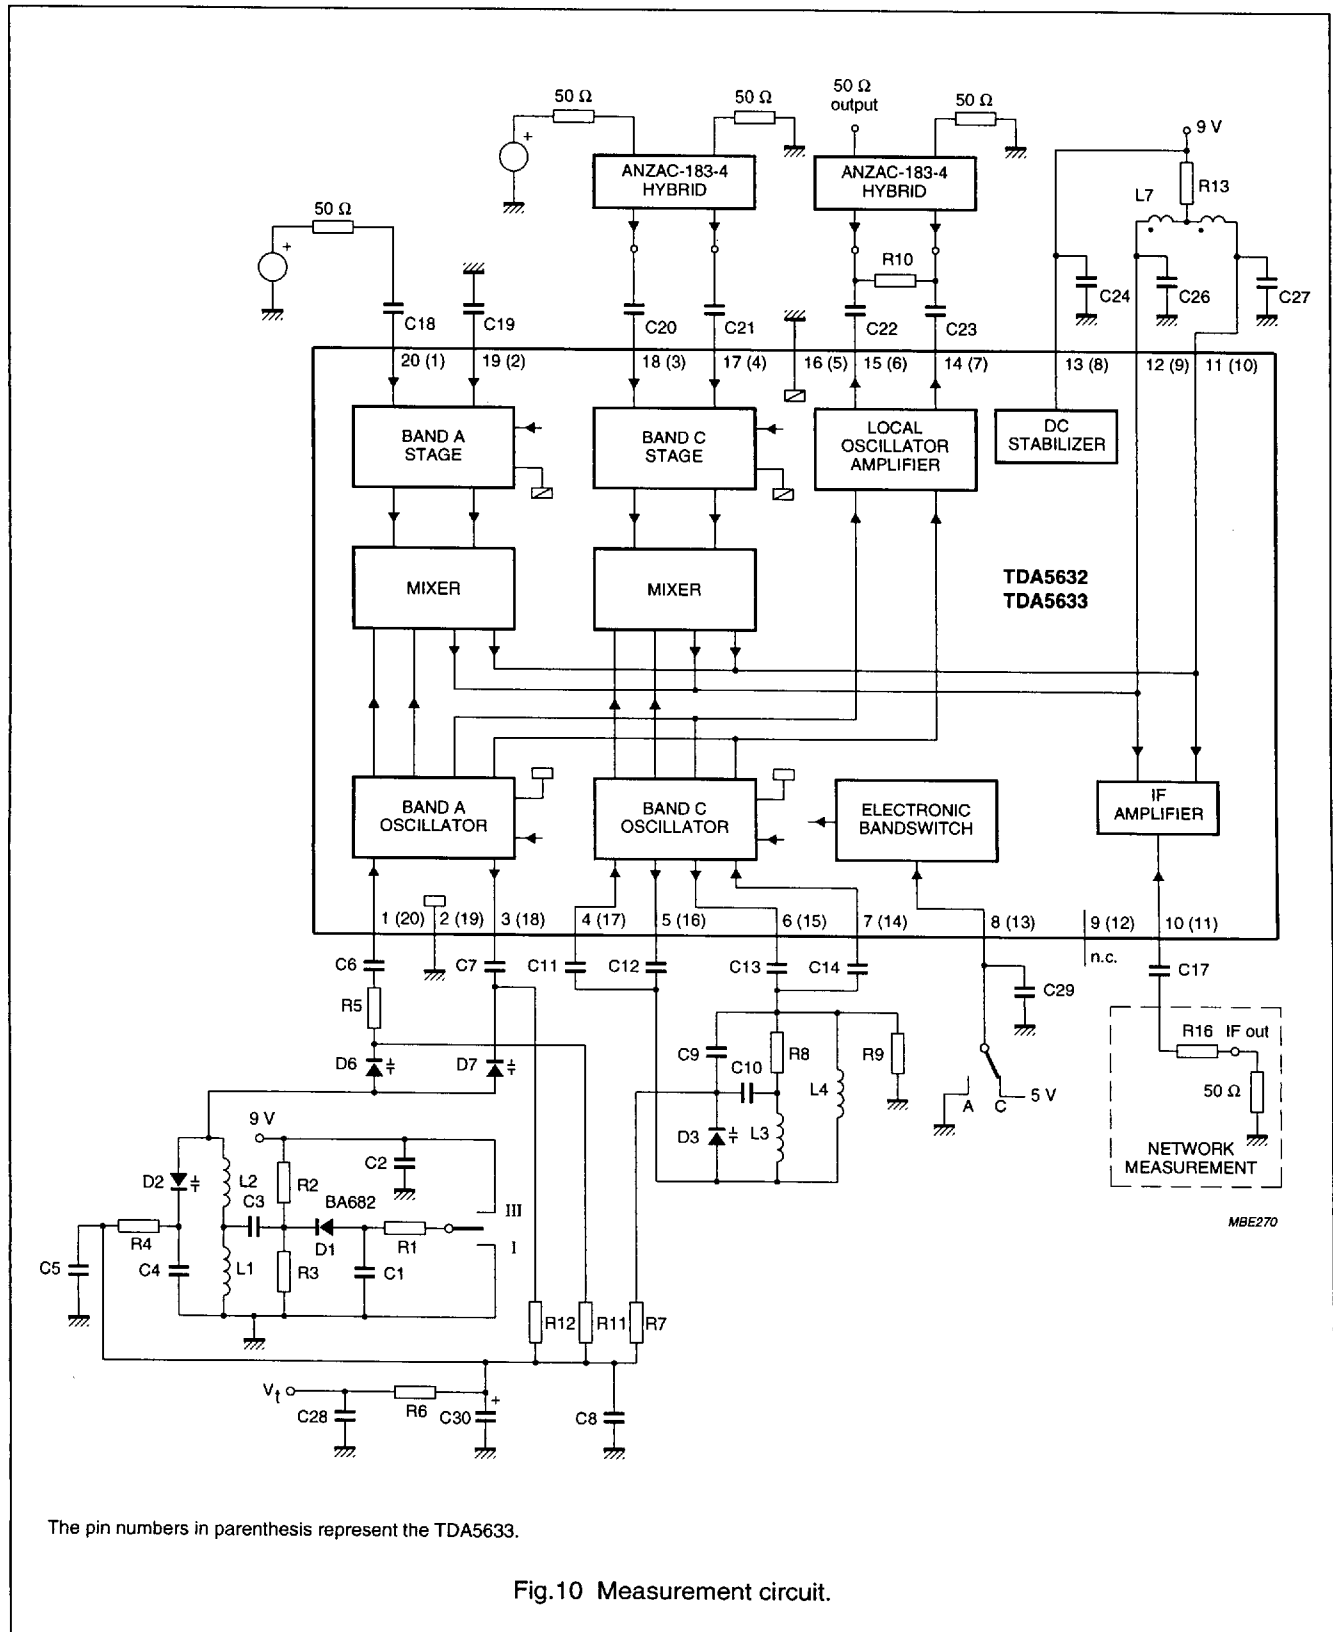 50 Ω
50 Ω
50 Ω
output
50 Ω
9 V
ANZAC-183-4
HYBRID
ANZAC-183-4
HYBRID
R13
L7
50 Ω
R10
C24
C26
C27
C18
C19
C20
C21
C22
C23
20 (1)
19 (2)
18 (3)
17 (4)
16 (5)
15 (6)
14 (7)
13 (8)
12 (9)
11 (10)
BAND A
STAGE
BAND C
STAGE
LOCAL
OSCILLATOR
AMPLIFIER
DC
STABILIZER
MIXER
MIXER
TDA5632
TDA5633
BAND A
OSCILLATOR
BAND C
OSCILLATOR
ELECTRONIC
BANDSWITCH
IF
AMPLIFIER
1 (20)
2 (19)
3 (18)
4 (17)
5 (16)
6 (15)
7 (14)
8 (13)
9 (12)
10 (11)
n.c.
C6
C7
C11
C12
C13
C14
C17
C29
R5
R16
IF out
C9
R8
R9
C10
D6
D7
L4
50 Ω
A
C
5 V
9 V
D3
L3
NETWORK
MEASUREMENT
C2
D2
L2
R2
C3
BA682
III
MBE270
R4
D1
R1
I
C5
C4
L1
R3
C1
R12
R11
R7
Vt
R6
C28
C30
+
C8
+
+
The pin numbers in parenthesis represent the TDA5633.
Fig.10 Measurement circuit.